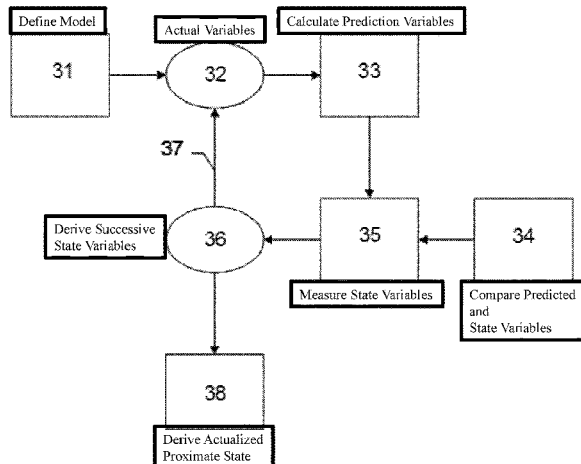 Define Model
Actual Variables
Calculate Prediction Variables
31
32
33
37
Derive Successive
State Variables
36
35
34
Measure State Variables
Compare Predicted
and
State Variables
38
Derive Actualized
Proximate State